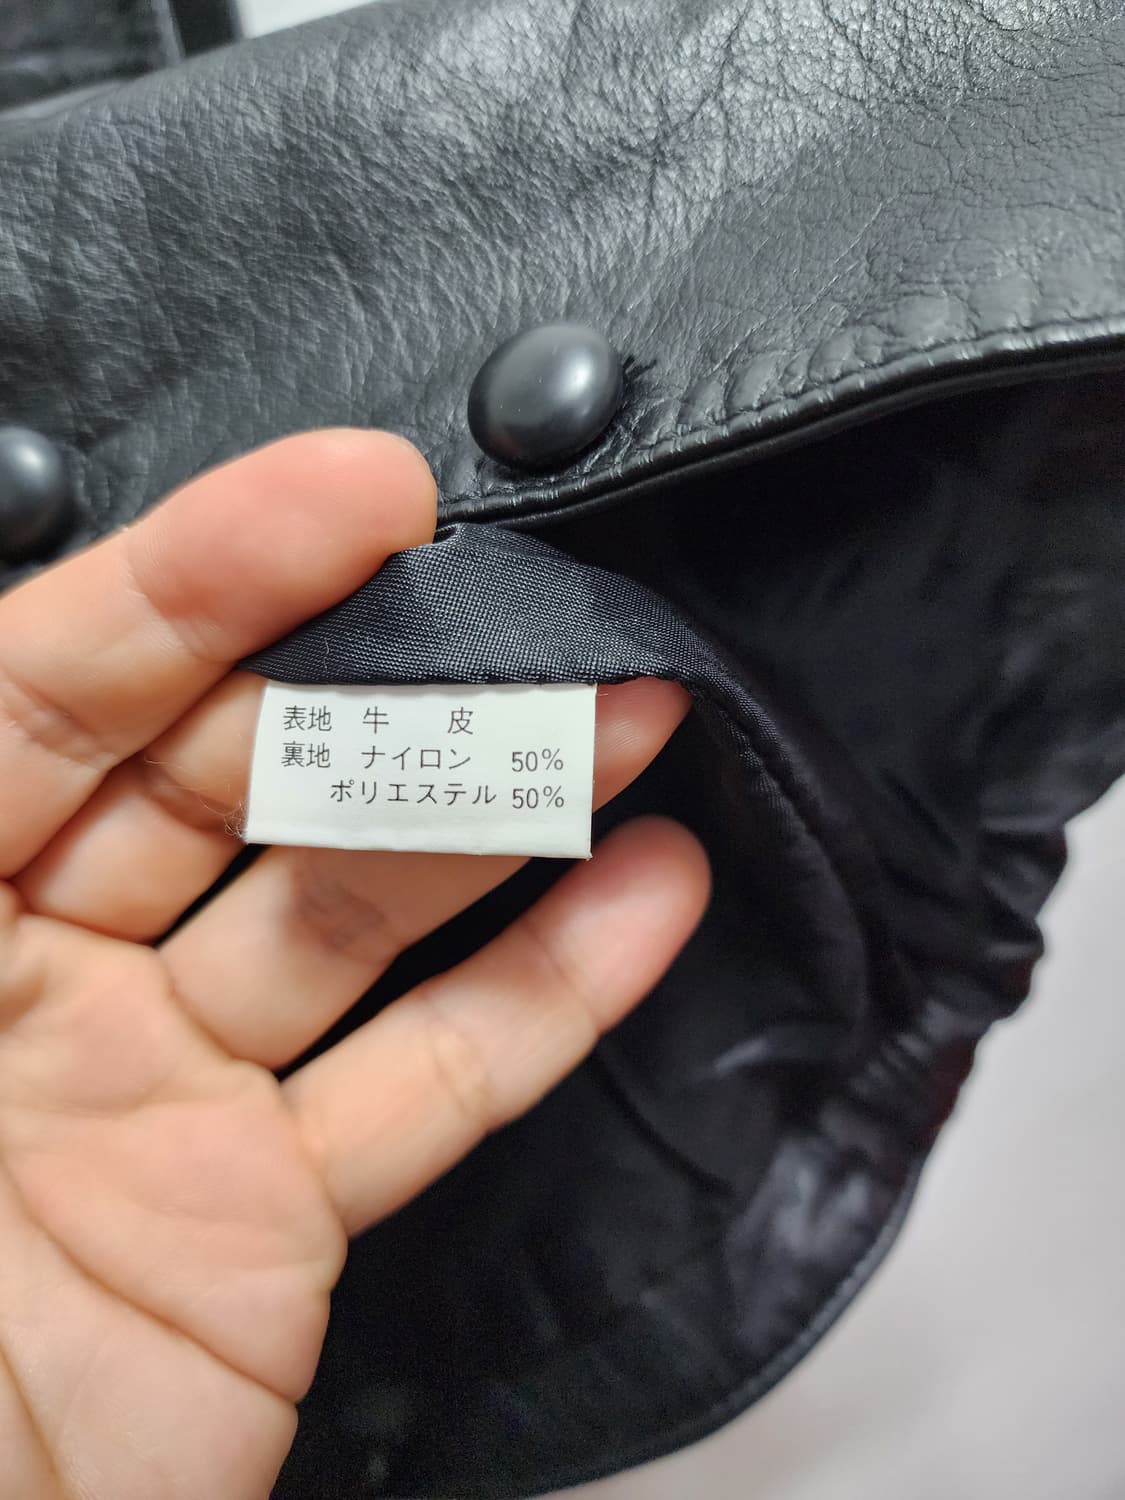 表地 牛 皮
裏地 ナイロン 50%
ポリエステル 50%